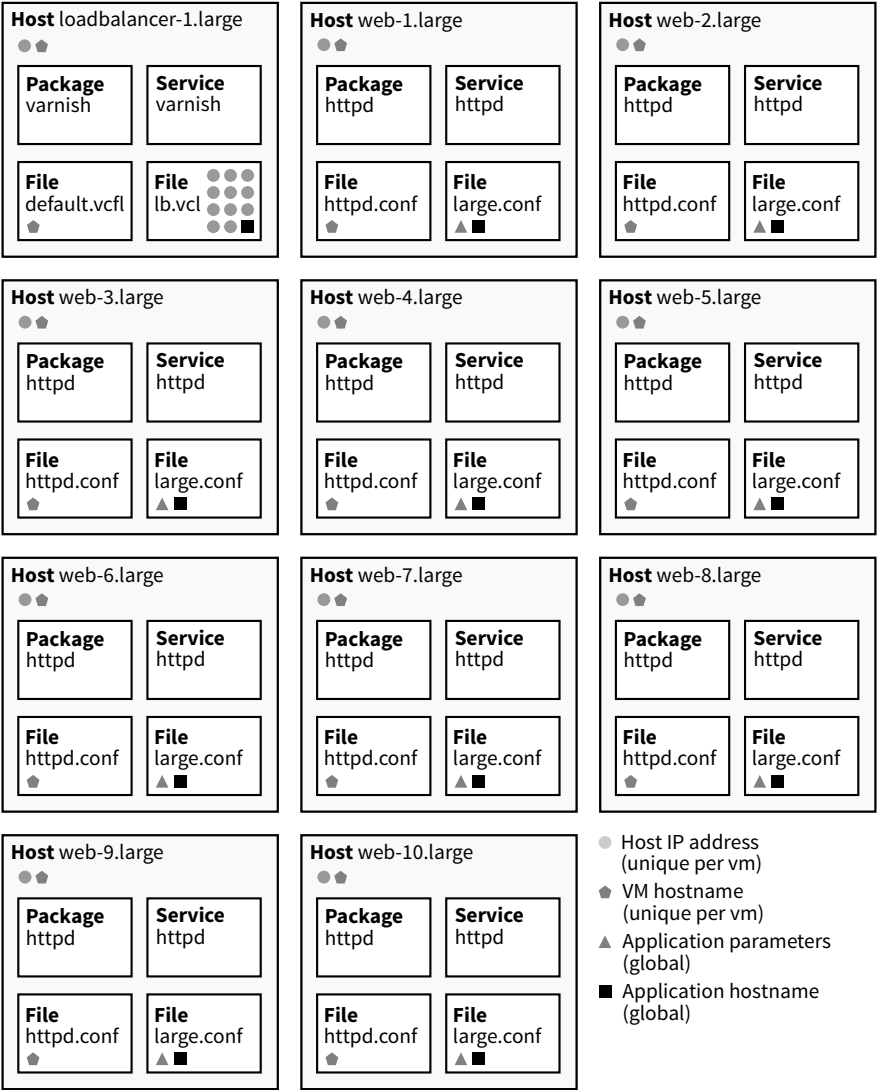 Host loadbalancer-1.large
Package
varnish
Service
varnish
File
default.vcfl
File
lb.vcl
Host web-1.large
Package
httpd
Service
httpd
File
httpd.conf
File
large.conf
Host web-2.large
Package
httpd
Service
httpd
File
httpd.conf
File
large.conf
Host web-3.large
Package
httpd
Service
httpd
File
httpd.conf
File
large.conf
Host web-4.large
Package
httpd
Service
httpd
File
httpd.conf
File
large.conf
Host web-5.large
Package
httpd
Service
httpd
File
httpd.conf
File
large.conf
Host web-6.large
Package
httpd
Service
httpd
File
httpd.conf
File
large.conf
Host web-7.large
Package
httpd
Service
httpd
File
httpd.conf
File
large.conf
Host web-8.large
Package
httpd
Service
httpd
File
httpd.conf
File
large.conf
Host web-9.large
Package
httpd
Service
httpd
File
httpd.conf
File
large.conf
Host web-10.large
Package
httpd
Service
httpd
File
httpd.conf
File
large.conf
Host IP address
(unique per vm)
VM hostname
(unique per vm)
Application parameters
(global)
Application hostname
(global)